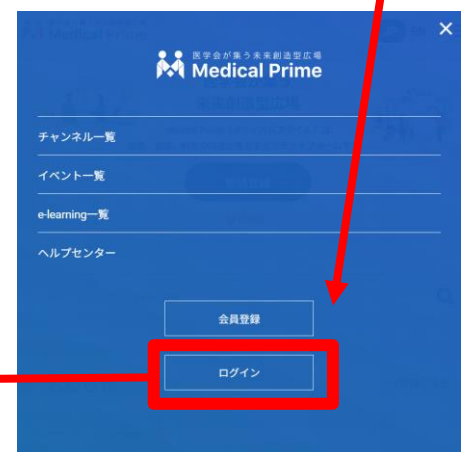 医学会が集う未来創造型広場
Medical Prime
チャンネル一覧
イベント一覧
e-learning一覧
ヘルプセンター
会員登録
ログイン